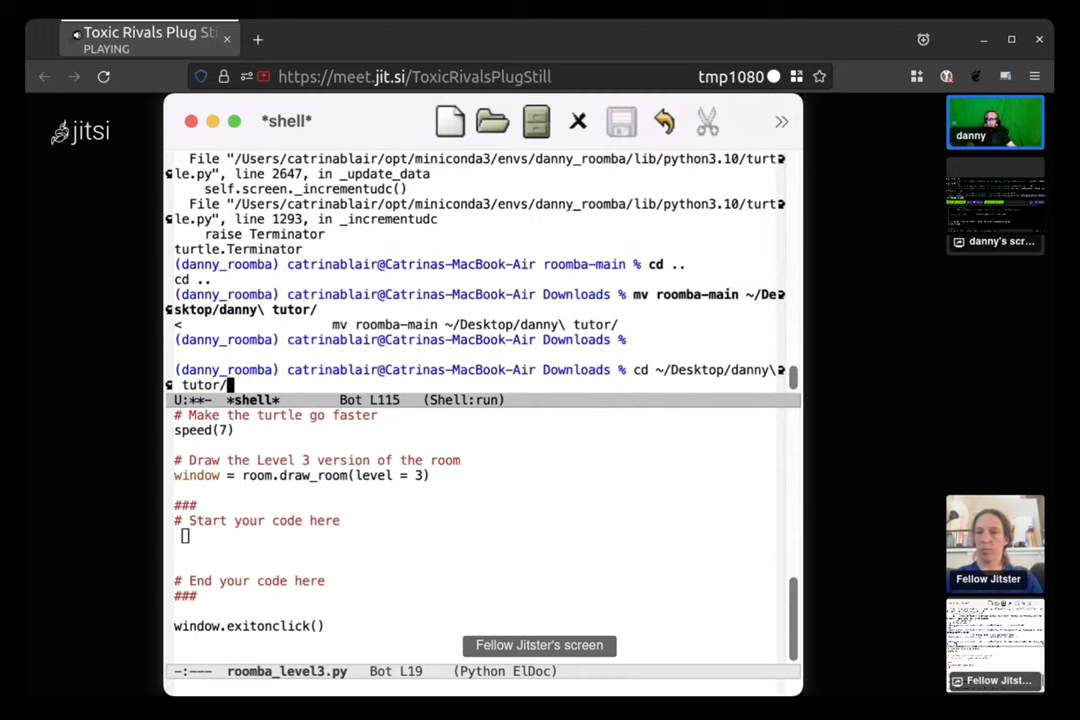 Toxic Rivals Plug Sti
PLAYING
https://meet.jit.si/ToxicRivalsPlugStill
tmp1080
jitsi
*shell*
File "/Users/catrinablair/opt/miniconda3/envs/danny_roomba/lib/python3.10/turt
le.py", line 2647, in _update_data
self.screen._incrementudc()
File "/Users/catrinablair/opt/miniconda3/envs/danny_roomba/lib/python3.10/turt
le.py", line 1293, in _incrementudc
raise Terminator
turtle.Terminator
(danny_roomba) catrinablair@Catrinas-MacBook-Air roomba-main % cd ..
cd ..
(danny_roomba) catrinablair@Catrinas-MacBook-Air Downloads % mv roomba-main ~/De
sktop/danny\ tutor/
< mv roomba-main ~/Desktop/danny\ tutor/
(danny_roomba) catrinablair@Catrinas-MacBook-Air Downloads %
(danny_roomba) catrinablair@Catrinas-MacBook-Air Downloads % cd ~/Desktop/danny\
tutor/
U:**- *shell* Bot L115 (Shell:run)
# Make the turtle go faster
speed(7)
# Draw the Level 3 version of the room
window = room.draw_room(level = 3)
###
# Start your code here
# End your code here
###
window.exitonclick()
Fellow Jitster's screen
-:--- roomba_level3.py Bot L19 (Python ElDoc)
danny
danny's scr...
Fellow Jitster
Fellow Jitst...